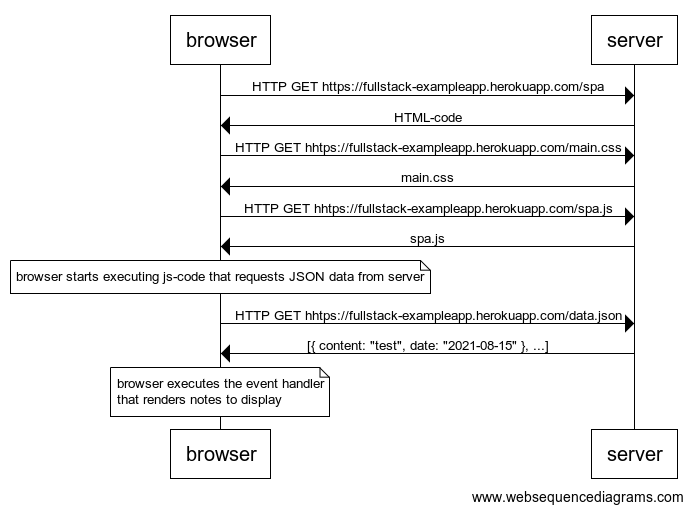 browser
server
HTTP GET https://fullstack-exampleapp.herokuapp.com/spa
HTML-code
HTTP GET hhttps://fullstack-exampleapp.herokuapp.com/main.css
main.css
HTTP GET hhttps://fullstack-exampleapp.herokuapp.com/spa.js
spa.js
browser starts executing js-code that requests JSON data from server
HTTP GET hhttps://fullstack-exampleapp.herokuapp.com/data.json
[{ content: "test", date: "2021-08-15" }, ...]
browser executes the event handler
that renders notes to display
browser
server
www.websequencediagrams.com